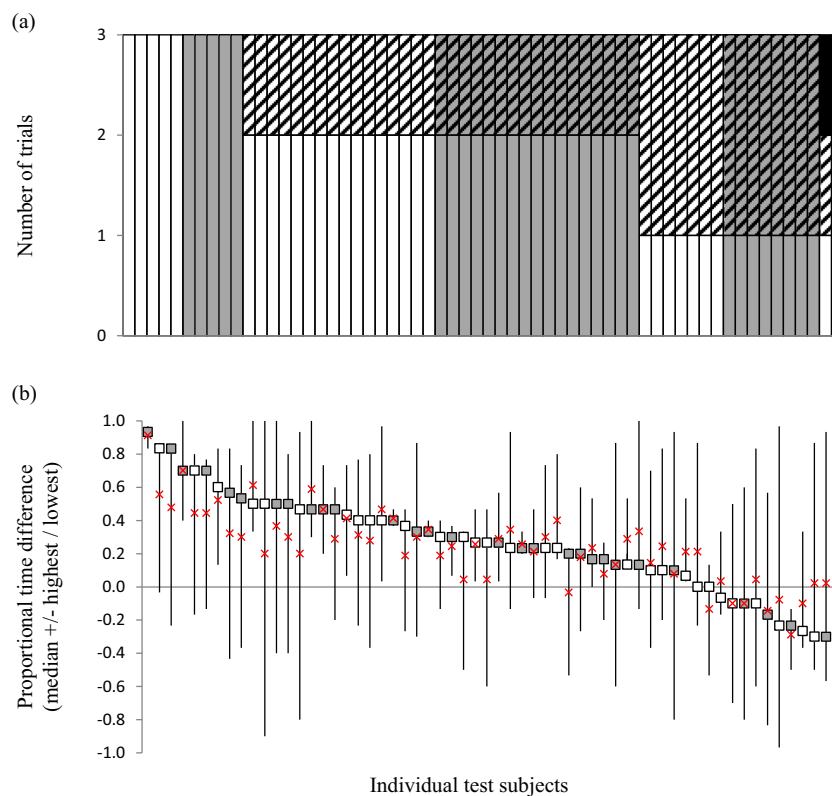 (a)
3
2
1
0
Number of trials
(b)
1.0
0.8
0.6
0.4
0.2
0.0
-0.2
-0.4
-0.6
-0.8
-1.0
Proportional time difference
(median +/- highest / lowest)
Individual test subjects